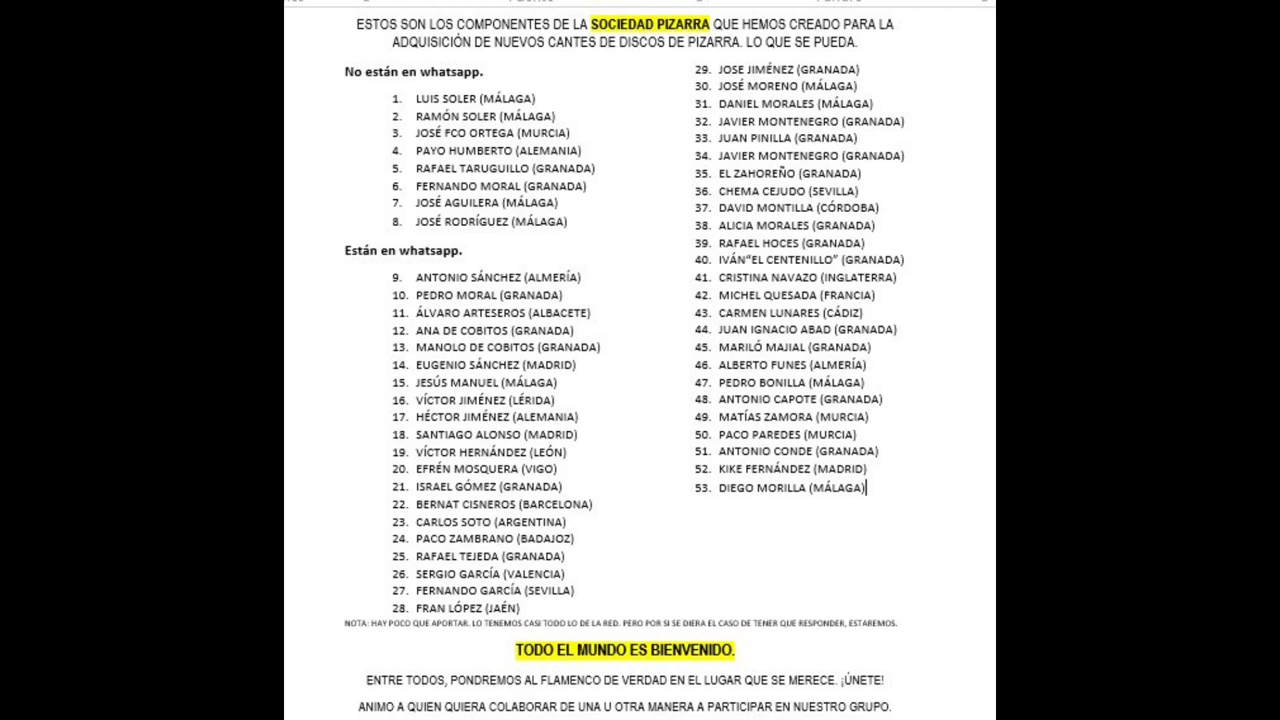 ESTOS SON LOS COMPONENTES DE LA SOCIEDAD PIZARRA QUE HEMOS CREADO PARA LA
ADQUISICIÓN DE NUEVOS CANTES DE DISCOS DE PIZARRA. LO QUE SE PUEDA.
No están en whatsapp.
1. LUIS SOLER (MÁLAGA)
2. RAMÓN SOLER (MÁLAGA)
3. JOSÉ FCO ORTEGA (MURCIA)
4. PAYO HUMBERTO (ALEMANIA)
5. RAFAEL TARUGUILLO (GRANADA)
6. FERNANDO MORAL (GRANADA)
7. JOSÉ AGUILERA (MÁLAGA)
8. JOSÉ RODRÍGUEZ (MÁLAGA)
Están en whatsapp.
9. ANTONIO SÁNCHEZ (ALMERÍA)
10. PEDRO MORAL (GRANADA)
11. ÁLVARO ARTESEROS (ALBACETE)
12. ANA DE COBITOS (GRANADA)
13. MANOLO DE COBITOS (GRANADA)
14. EUGENIO SÁNCHEZ (MADRID)
15. JESÚS MANUEL (MÁLAGA)
16. VÍCTOR JIMÉNEZ (LÉRIDA)
17. HÉCTOR JIMÉNEZ (ALEMANIA)
18. SANTIAGO ALONSO (MADRID)
19. VÍCTOR HERNÁNDEZ (LEÓN)
20. EFRÉN MOSQUERA (VIGO)
21. ISRAEL GÓMEZ (GRANADA)
22. BERNAT CISNEROS (BARCELONA)
23. CARLOS SOTO (ARGENTINA)
24. PACO ZAMBRANO (BADAJOZ)
25. RAFAEL TEJEDA (GRANADA)
26. SERGIO GARCÍA (VALENCIA)
27. FERNANDO GARCÍA (SEVILLA)
28. FRAN LÓPEZ (JAÉN)
29. JOSE JIMÉNEZ (GRANADA)
30. JOSÉ MORENO (MÁLAGA)
31. DANIEL MORALES (MÁLAGA)
32. JAVIER MONTENEGRO (GRANADA)
33. JUAN PINILLA (GRANADA)
34. JAVIER MONTENEGRO (GRANADA)
35. EL ZAHOREÑO (GRANADA)
36. CHEMA CEJUDO (SEVILLA)
37. DAVID MONTILLA (CÓRDOBA)
38. ALICIA MORALES (GRANADA)
39. RAFAEL HOCES (GRANADA)
40. IVÁN“EL CENTENILLO” (GRANADA)
41. CRISTINA NAVAZO (INGLATERRA)
42. MICHEL QUESADA (FRANCIA)
43. CARMEN LUNARES (CÁDIZ)
44. JUAN IGNACIO ABAD (GRANADA)
45. MARILÓ MAJIAL (GRANADA)
46. ALBERTO FUNES (ALMERÍA)
47. PEDRO BONILLA (MÁLAGA)
48. ANTONIO CAPOTE (GRANADA)
49. MATÍAS ZAMORA (MURCIA)
50. PACO PAREDES (MURCIA)
51. ANTONIO CONDE (GRANADA)
52. KIKE FERNÁNDEZ (MADRID)
53. DIEGO MORILLA (MÁLAGA)
NOTA: HAY POCO QUE APORTAR. LO TENEMOS CASI TODO LO DE LA RED. PERO POR SI SE DIERA EL CASO DE TENER QUE RESPONDER, ESTAREMOS.
TODO EL MUNDO ES BIENVENIDO.
ENTRE TODOS, PONDREMOS AL FLAMENCO DE VERDAD EN EL LUGAR QUE SE MERECE. ¡ÚNETE!
ANIMO A QUIEN QUIERA COLABORAR DE UNA U OTRA MANERA A PARTICIPAR EN NUESTRO GRUPO.